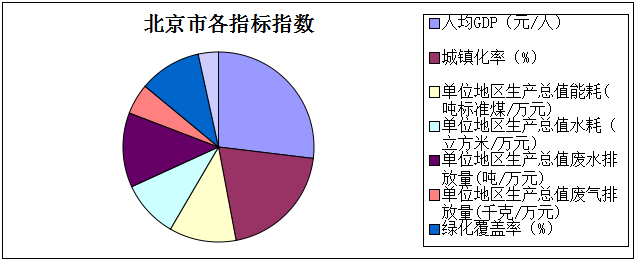 北京市各指标指数
人均GDP（元/人）
城镇化率（%）
单位地区生产总值能耗(
吨标准煤/万元)
单位地区生产总值水耗（
立方米/万元)
单位地区生产总值废水排
放量(吨/万元)
单位地区生产总值废气排
放量(千克/万元)
绿化覆盖率（%）